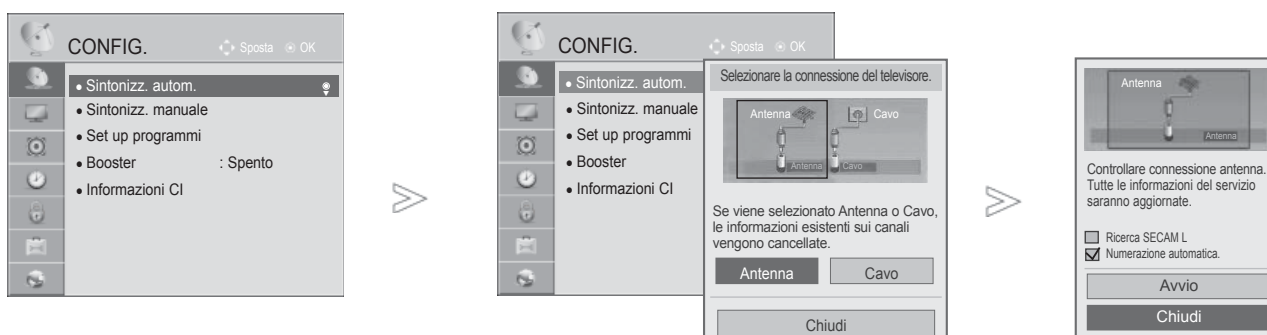 CONFIG.
Sposta OK
• Sintonizz. autom.
• Sintonizz. manuale
• Set up programmi
• Booster : Spento
• Informazioni CI
CONFIG.
Sposta OK
• Sintonizz. autom.
• Sintonizz. manuale
• Set up programmi
• Booster
• Informazioni CI
Selezionare la connessione del televisore.
Antenna Cavo
Antenna Cavo
Se viene selezionato Antenna o Cavo,
le informazioni esistenti sui canali
vengono cancellate.
Antenna Cavo
Chiudi
Antenna
Antenna
Controllare connessione antenna.
Tutte le informazioni del servizio
saranno aggiornate.
Ricerca SECAM L
Numerazione automatica.
Avvio
Chiudi